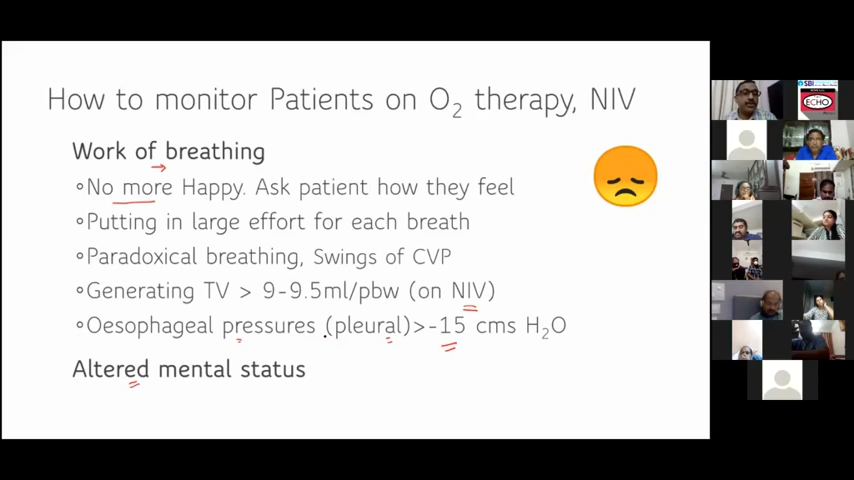 How to monitor Patients on O₂ therapy, NIV
Work of breathing
◦No more Happy. Ask patient how they feel
◦Putting in large effort for each breath
◦Paradoxical breathing, Swings of CVP
◦Generating TV > 9-9.5ml/pbw (on NIV)
◦Oesophageal pressures (pleural)>-15 cms H₂O
Altered mental status
SBI
ECHO